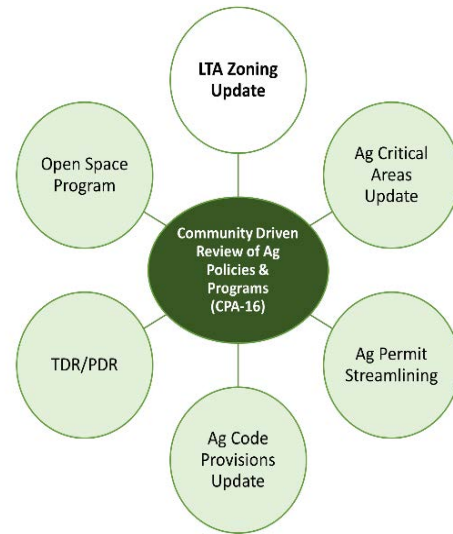 LTA Zoning
Update
Open Space
Program
Ag Critical
Areas
Update
Community Driven
Review of Ag
Policies &
Programs
(CPA-16)
TDR/PDR
Ag Permit
Streamlining
Ag Code
Provisions
Update